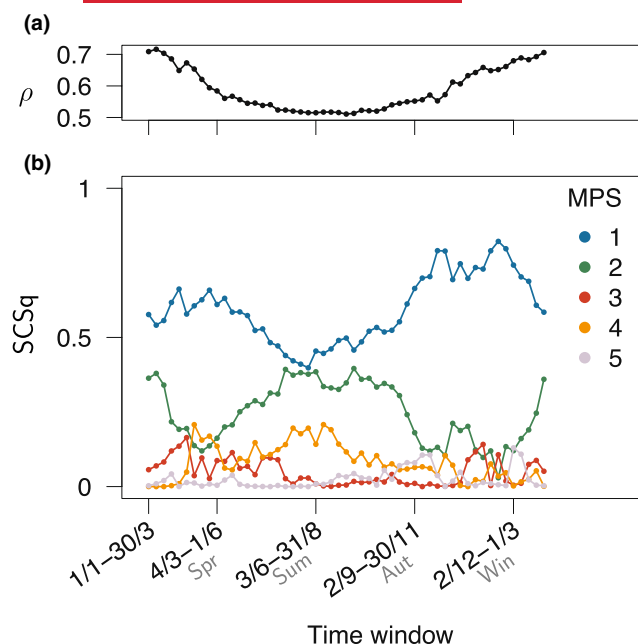 (a)
0.7
0.6
0.5
ρ
(b)
1
0.5
0
SCSq
MPS
1
2
3
4
5
1/1–30/3
4/3–1/6
Spr
3/6–31/8
Sum
2/9–30/11
Aut
2/12–1/3
Win
Time window